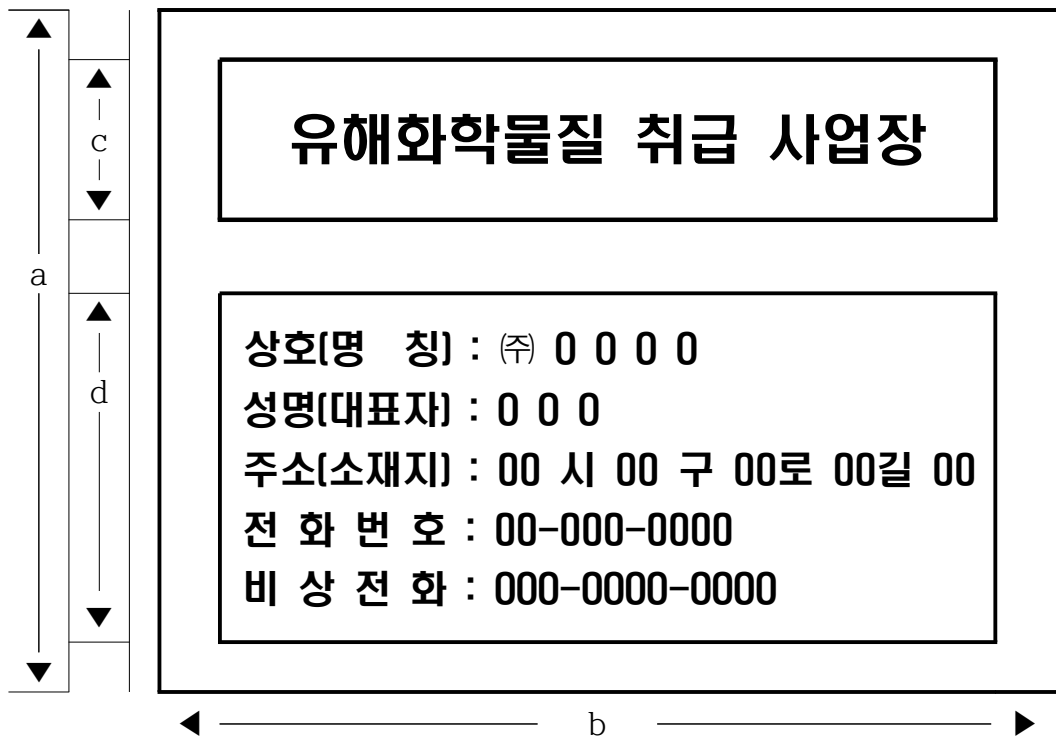 유해화학물질 취급 사업장
c
a
상호(명 칭) : ㈜ 0 0 0 0
성명(대표자) : 0 0 0
d
주소(소재지) : 00 시 00 구 00로 00길 00
전 화 번 호 : 00-000-0000
비 상 전 화 : 000-0000-0000
b